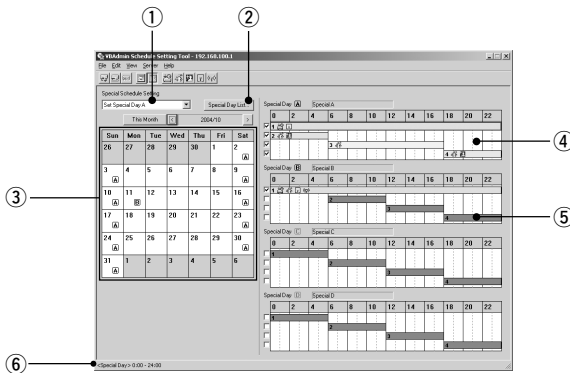 ① ②
VBAdmin Schedule Setting Tool - 192.160.100.1
File Edit View Server Help
Special Schedule Setting
Set Special Day A
Special Day List...
This Month < 2004/10 >
Sun Mon Tue Wed Thu Fri Sat
26 27 28 29 30 1 2
A
3 4 5 6 7 8 9
A A
10 11 12 13 14 15 16
A B A
17 18 19 20 21 22 23
A A
24 25 26 27 28 29 30
A A
31 1 2 3 4 5 6
A
Special Day A Special A
0 2 4 6 8 10 12 14 16 18 20 22
1
2
3
4
Special Day B Special B
0 2 4 6 8 10 12 14 16 18 20 22
1
2
3
4
Special Day C Special C
0 2 4 6 8 10 12 14 16 18 20 22
1
2
3
4
Special Day D Special D
0 2 4 6 8 10 12 14 16 18 20 22
1
2
3
4
③
④
⑤
⑥
<Special Day> 0:00 - 24:00